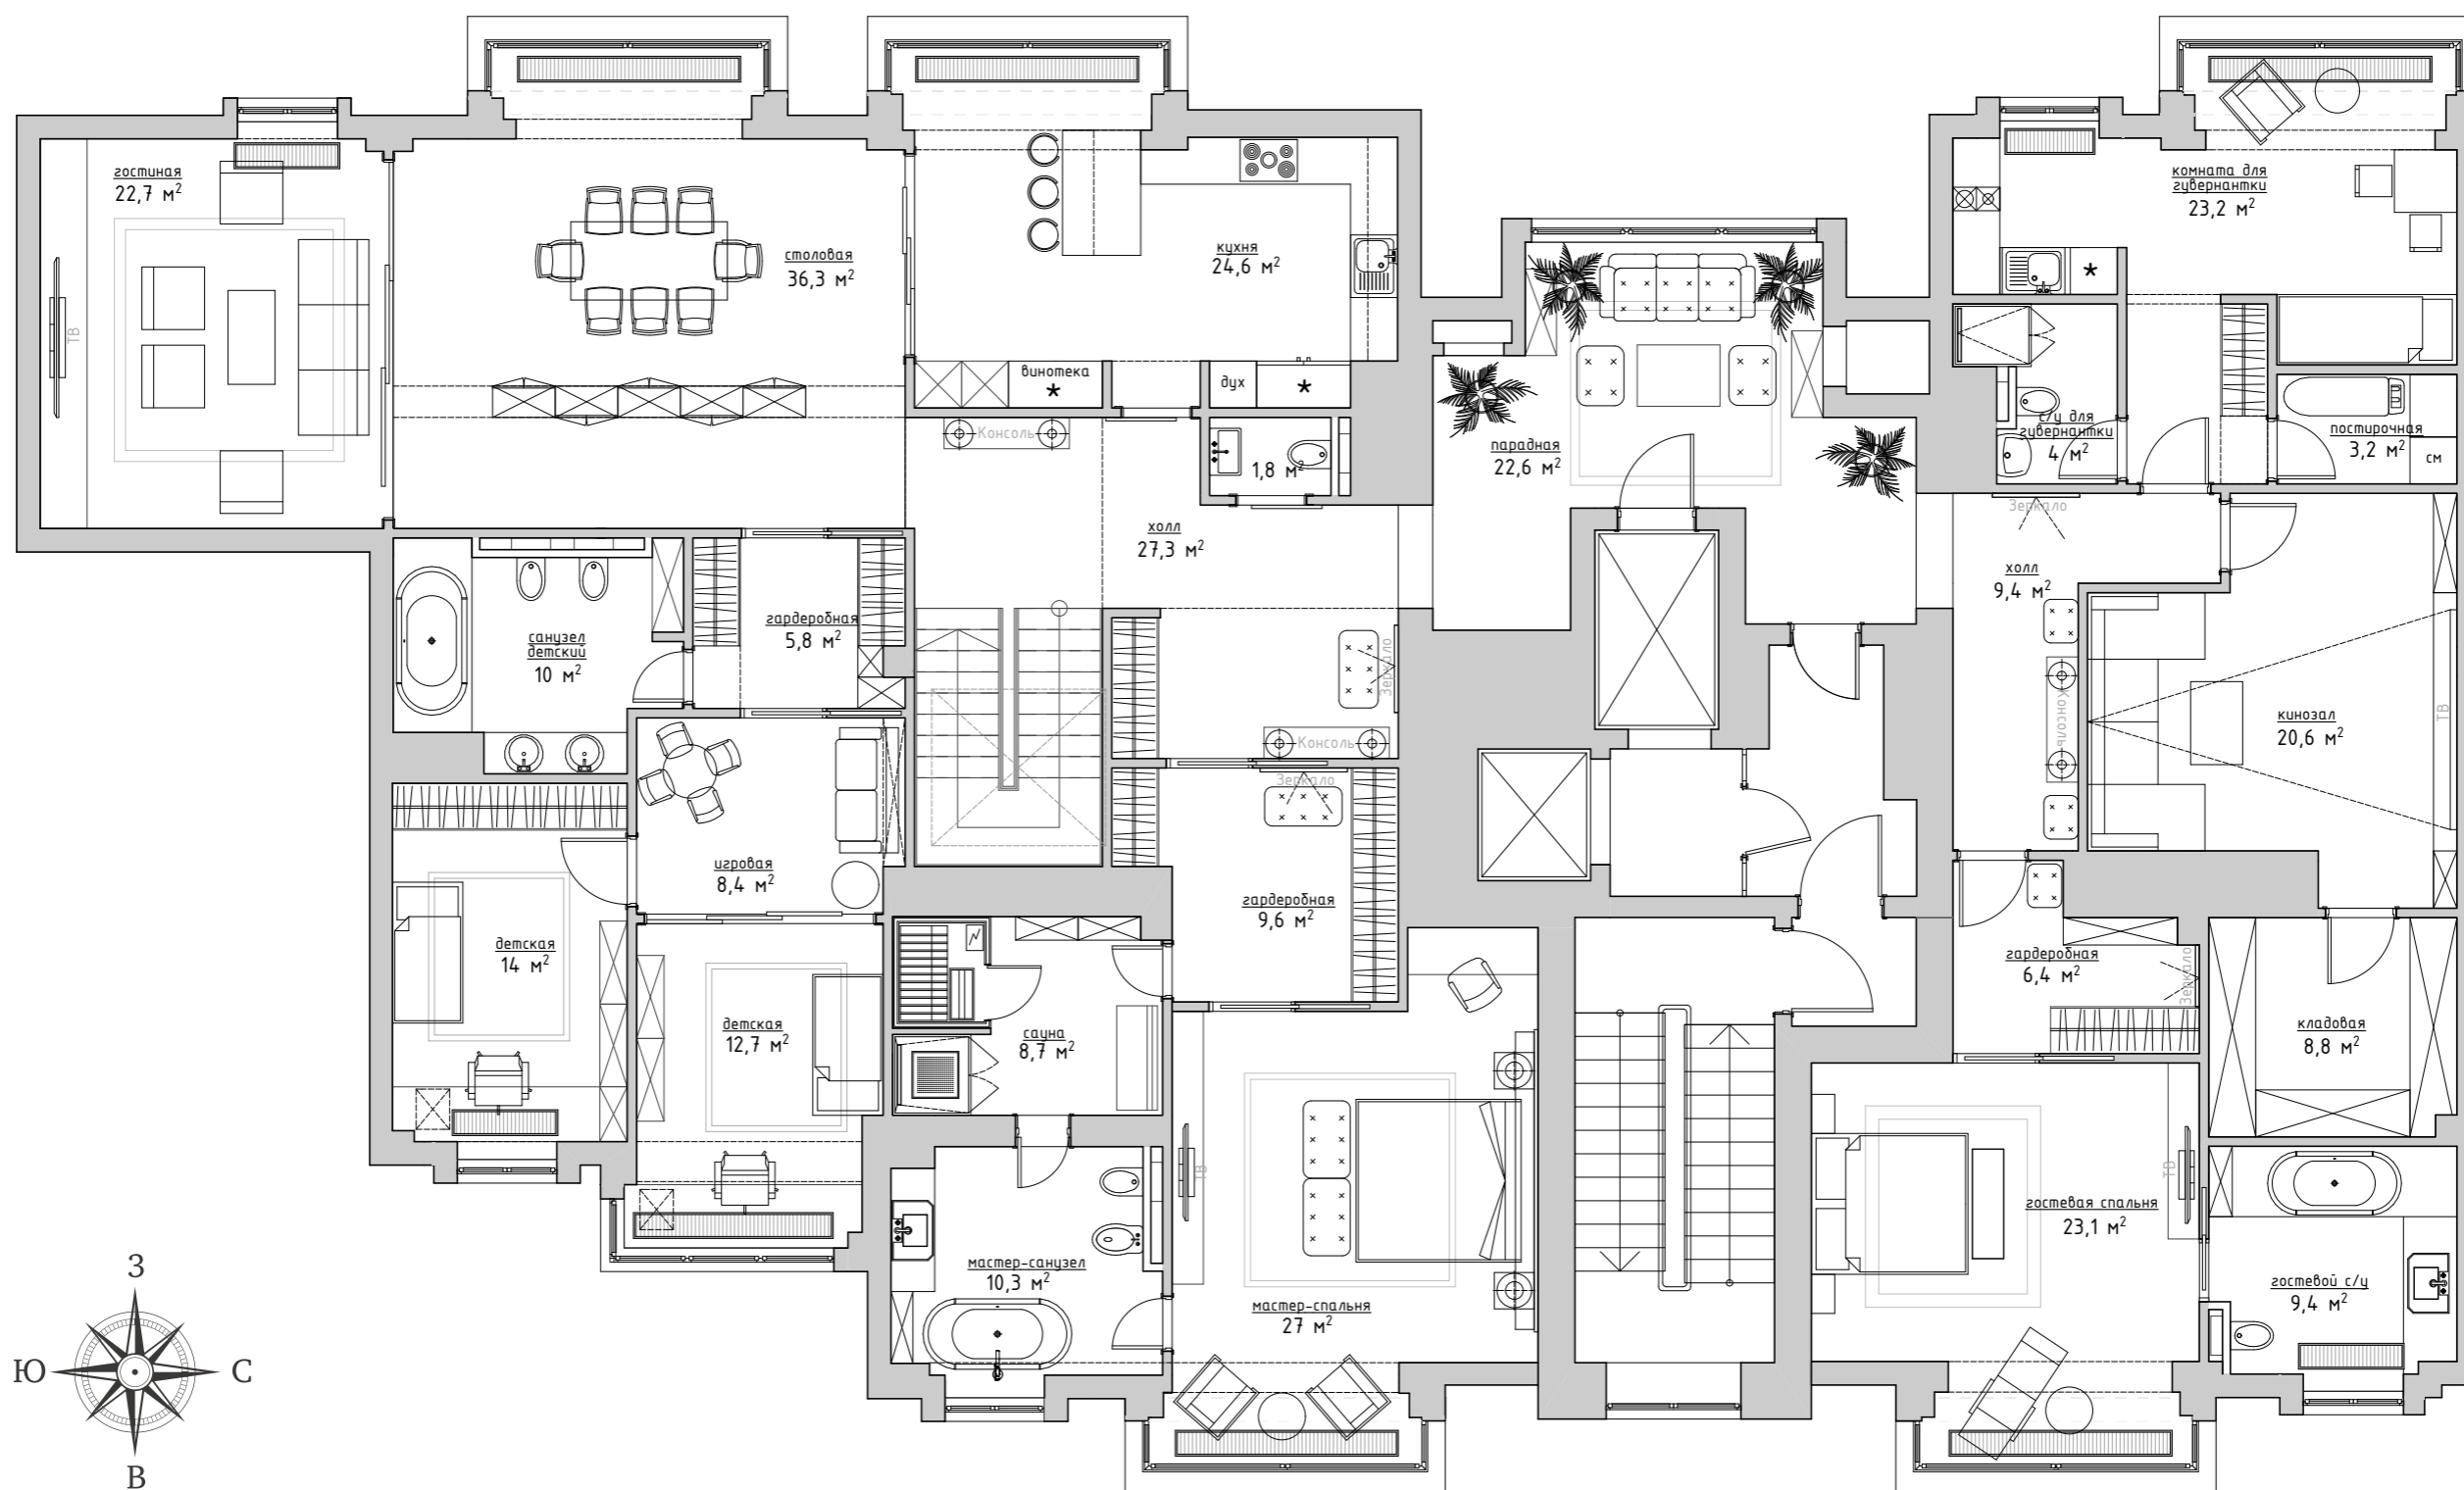 гостиная
22,7 м²
ТВ
столовая
36,3 м²
кухня
24,6 м²
винотека
*
дух
*
Консоль
1,8 м²
парадная
22,6 м²
комната для
гувернантки
23,2 м²
*
с/у для
гувернантки
4 м²
постирочная
3,2 м²
см
холл
27,3 м²
Зеркало
холл
9,4 м²
санузел
детский
10 м²
гардеробная
5,8 м²
Зеркало
Консоль
Зеркало
Консоль
кинозал
20,6 м²
ТВ
игровая
8,4 м²
гардеробная
9,6 м²
детская
14 м²
детская
12,7 м²
сауна
8,7 м²
гардеробная
6,4 м²
Зеркало
кладовая
8,8 м²
ТВ
мастер-санузел
10,3 м²
мастер-спальня
27 м²
ТВ
гостевая спальня
23,1 м²
гостевой с/у
9,4 м²
З
Ю
С
В